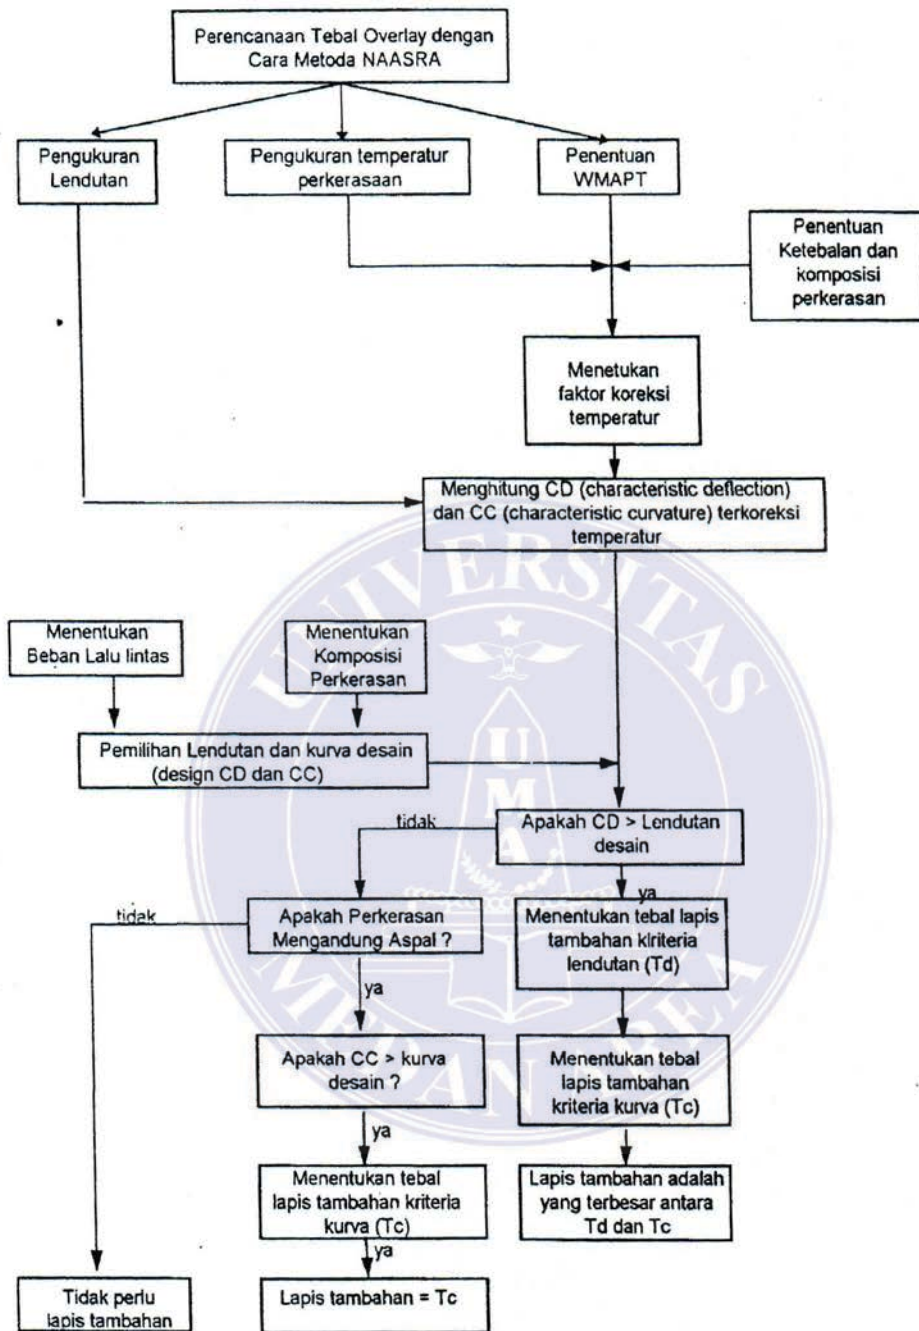 Perencanaan Tebal Overlay dengan
Cara Metoda NAASRA
Pengukuran
Lendutan
Pengukuran temperatur
perkerasaan
Penentuan
WMAPT
Penentuan
Ketebalan dan
komposisi
perkerasan
Menetukan
faktor koreksi
temperatur
Menghitung CD (characteristic deflection)
dan CC (characteristic curvature) terkoreksi
temperatur
Menentukan
Beban Lalu lintas
Menentukan
Komposisi
Perkerasan
Pemilihan Lendutan dan kurva desain
(design CD dan CC)
Apakah CD > Lendutan
desain
tidak
ya
Apakah Perkerasan
Mengandung Aspal ?
tidak
ya
Menentukan tebal lapis
tambahan kiriteria
lendutan (Td)
Apakah CC > kurva
desain ?
ya
Menentukan tebal
lapis tambahan
kriteria kurva (Tc)
Menentukan tebal
lapis tambahan kriteria
kurva (Tc)
ya
Lapis tambahan adalah
yang terbesar antara
Td dan Tc
Tidak perlu
lapis tambahan
Lapis tambahan = Tc
UNIVERSITAS
MEDAN AREA
U
M
A